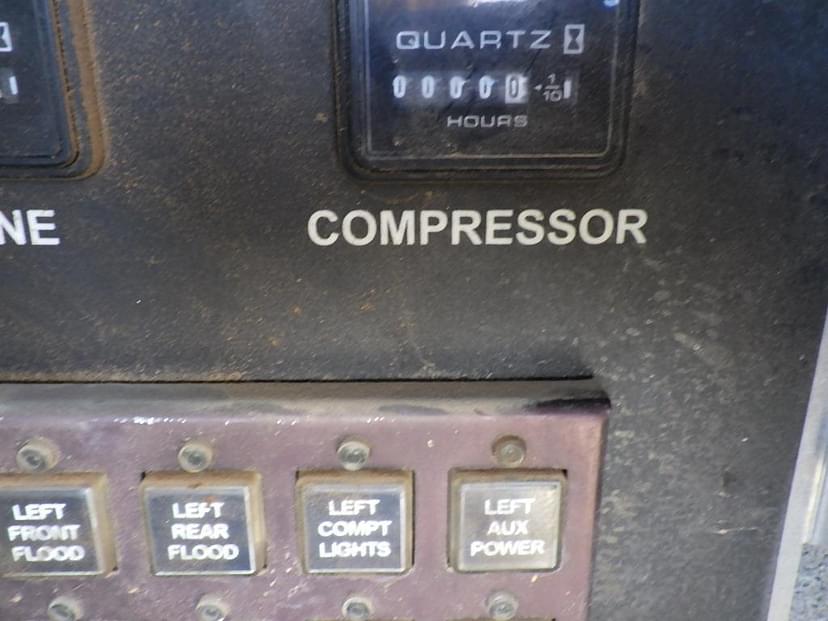 QUARTZ
0 0 0 0 0 1/10
HOURS
NE
COMPRESSOR
LEFT
FRONT
FLOOD
LEFT
REAR
FLOOD
LEFT
COMPT
LIGHTS
LEFT
AUX
POWER